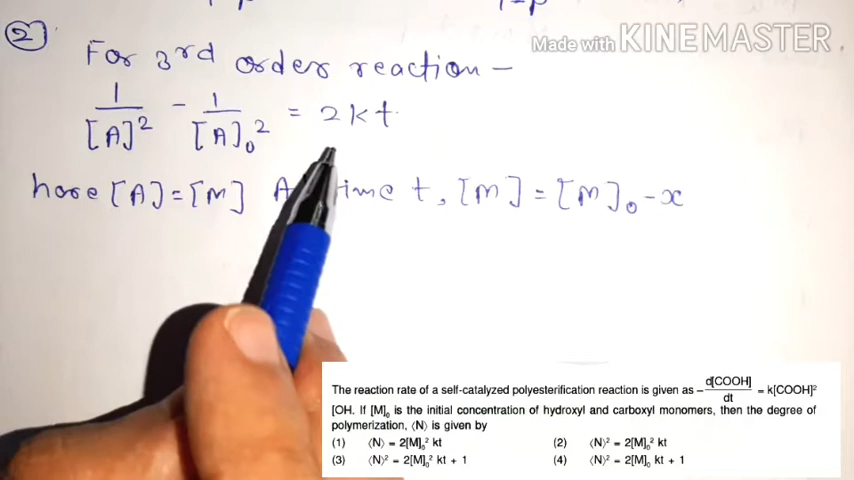 ② For 3rd order reaction —
Made with KINEMASTER
1/[A]² - 1/[A]₀² = 2kt
here [A] = [M] A time t, [M] = [M]₀ - x
The reaction rate of a self-catalyzed polyesterification reaction is given as -d[COOH]/dt = k[COOH]²
[OH. If [M]₀ is the initial concentration of hydroxyl and carboxyl monomers, then the degree of
polymerization, ⟨N⟩ is given by
(1) ⟨N⟩ = 2[M]₀² kt (2) ⟨N⟩² = 2[M]₀² kt
(3) ⟨N⟩² = 2[M]₀² kt + 1 (4) ⟨N⟩² = 2[M]₀ kt + 1